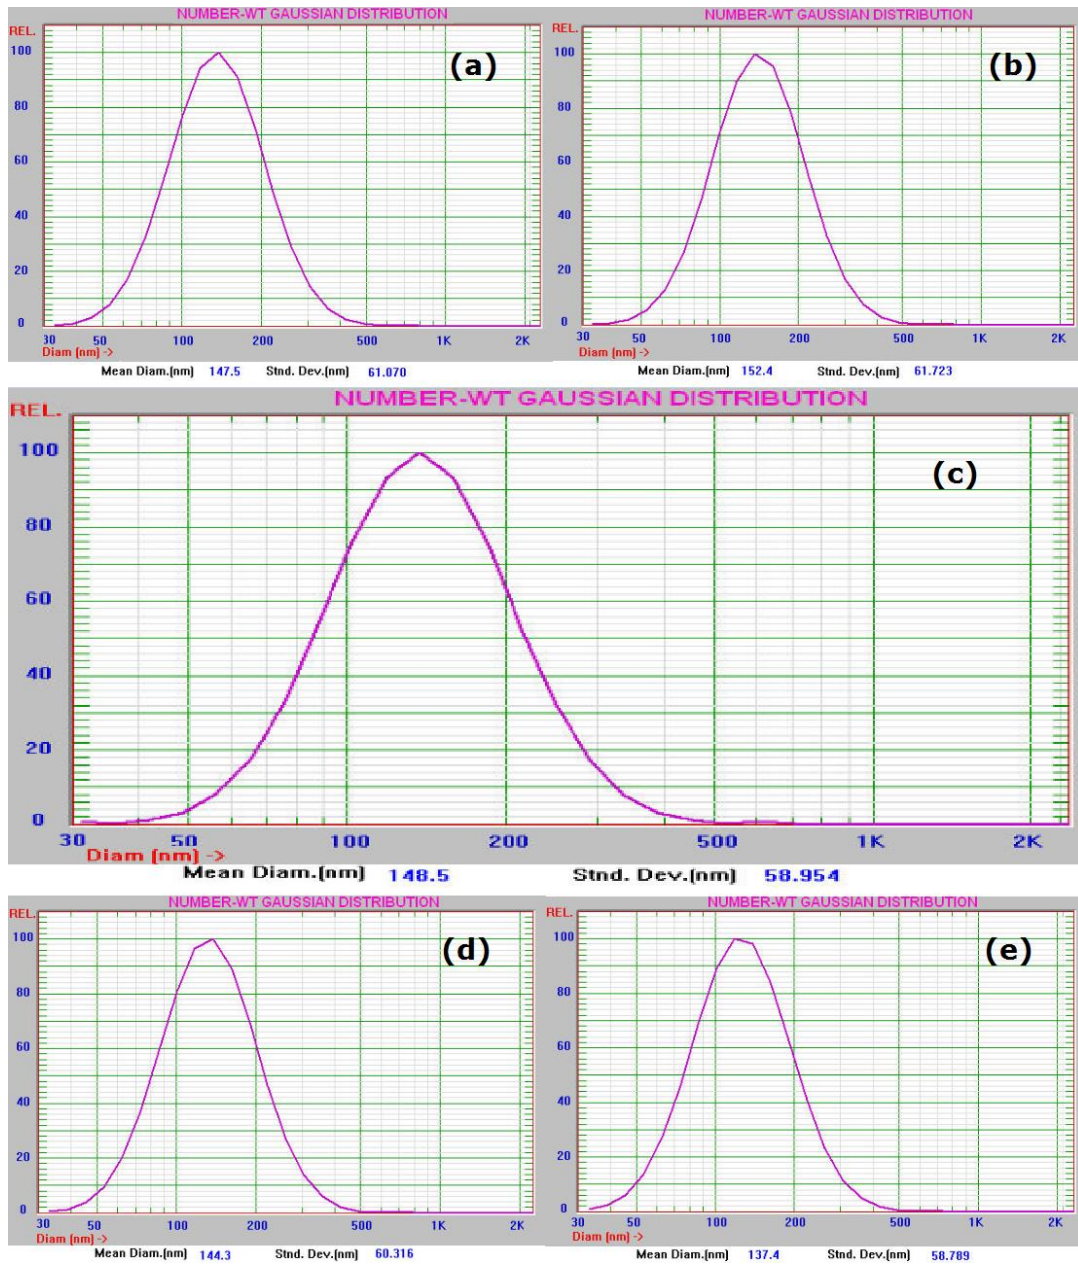 NUMBER-WT GAUSSIAN DISTRIBUTION
REL.
(a)
100
80
60
40
20
0
30 50 100 200 500 1K 2K
Diam (nm) ->
Mean Diam.(nm) 147.5 Stnd. Dev.(nm) 61.070
NUMBER-WT GAUSSIAN DISTRIBUTION
REL.
(b)
100
80
60
40
20
0
30 50 100 200 500 1K 2K
Diam (nm) ->
Mean Diam.(nm) 152.4 Stnd. Dev.(nm) 61.723
NUMBER-WT GAUSSIAN DISTRIBUTION
REL.
(c)
100
80
60
40
20
0
30 50 100 200 500 1K 2K
Diam (nm) ->
Mean Diam.(nm) 148.5 Stnd. Dev.(nm) 58.954
NUMBER-WT GAUSSIAN DISTRIBUTION
REL.
(d)
100
80
60
40
20
0
30 50 100 200 500 1K 2K
Diam (nm) ->
Mean Diam.(nm) 144.3 Stnd. Dev.(nm) 60.316
NUMBER-WT GAUSSIAN DISTRIBUTION
REL.
(e)
100
80
60
40
20
0
30 50 100 200 500 1K 2K
Diam (nm) ->
Mean Diam.(nm) 137.4 Stnd. Dev.(nm) 58.789